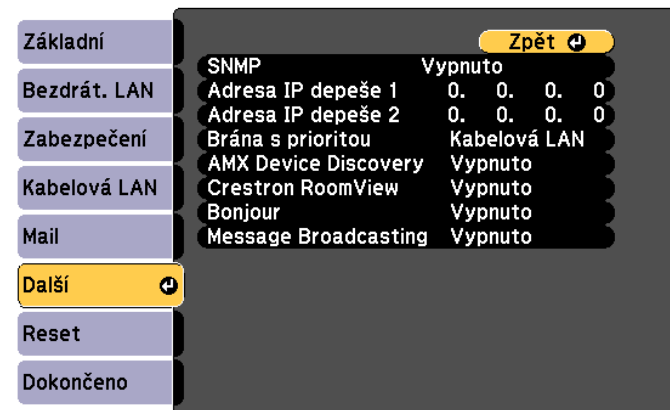 Základní
Bezdrát. LAN
Zabezpečení
Kabelová LAN
Mail
Další
Reset
Dokončeno
Zpět
SNMP Vypnuto
Adresa IP depeše 1 0. 0. 0. 0
Adresa IP depeše 2 0. 0. 0. 0
Brána s prioritou Kabelová LAN
AMX Device Discovery Vypnuto
Crestron RoomView Vypnuto
Bonjour Vypnuto
Message Broadcasting Vypnuto